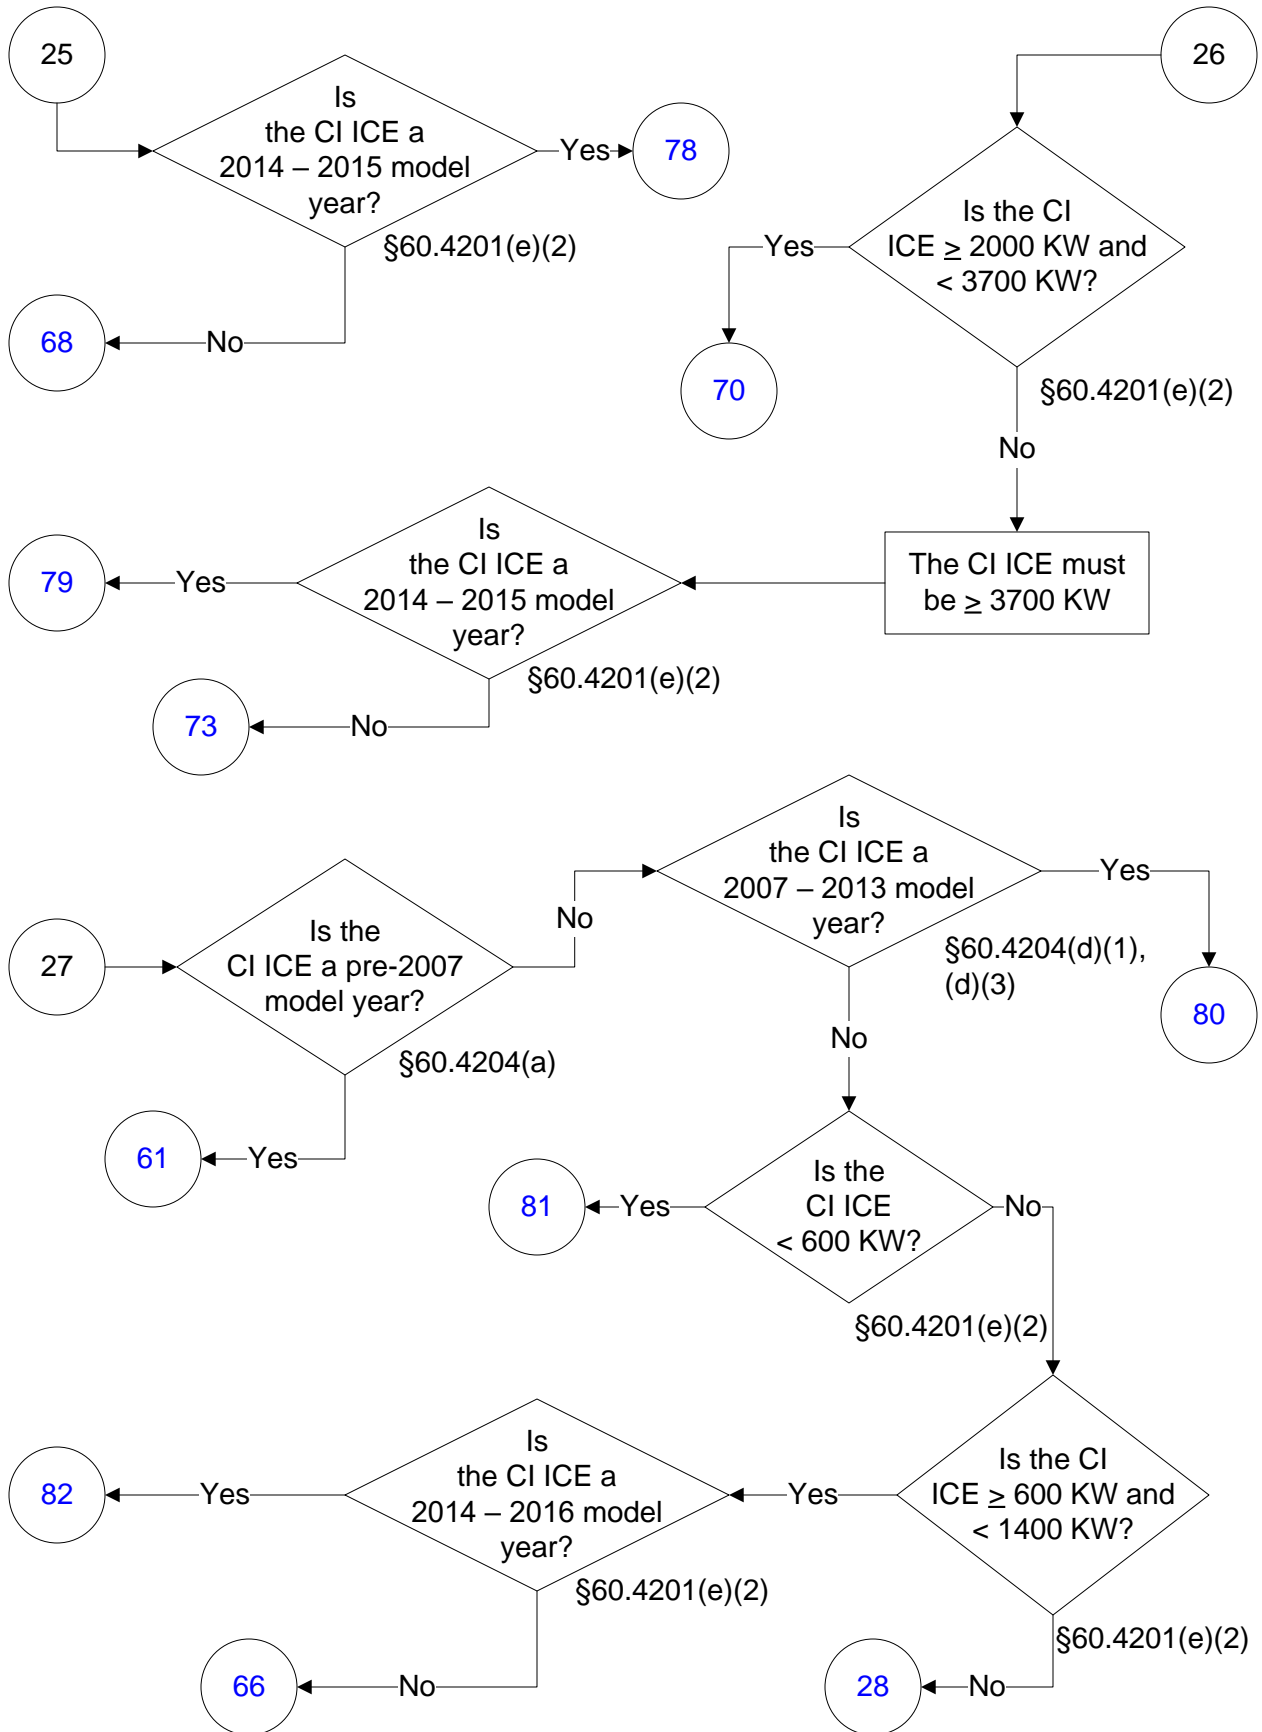 25
Is
the CI ICE a
2014 – 2015 model
year?
Yes
78
§60.4201(e)(2)
No
68
26
Is the CI
ICE ≥ 2000 KW and
< 3700 KW?
Yes
70
§60.4201(e)(2)
No
The CI ICE must
be ≥ 3700 KW
Is
the CI ICE a
2014 – 2015 model
year?
Yes
79
§60.4201(e)(2)
No
73
27
Is the
CI ICE a pre-2007
model year?
§60.4204(a)
Yes
61
No
Is
the CI ICE a
2007 – 2013 model
year?
Yes
§60.4204(d)(1),
(d)(3)
80
No
Is the
CI ICE
< 600 KW?
Yes
81
No
§60.4201(e)(2)
Is the CI
ICE ≥ 600 KW and
< 1400 KW?
Yes
Is
the CI ICE a
2014 – 2016 model
year?
Yes
82
§60.4201(e)(2)
No
66
§60.4201(e)(2)
No
28